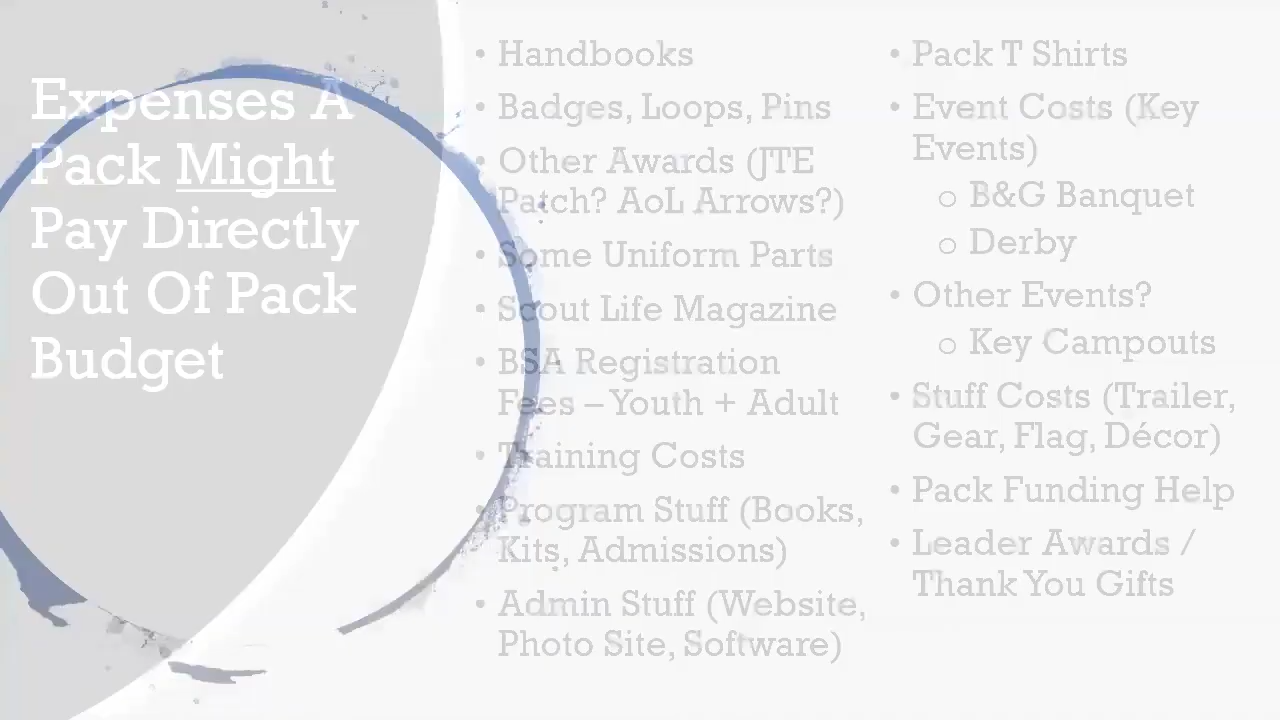 Expenses A
Pack Might
Pay Directly
Out Of Pack
Budget
• Handbooks
• Badges, Loops, Pins
• Other Awards (JTE
Patch? AoL Arrows?)
• Some Uniform Parts
• Scout Life Magazine
• BSA Registration
Fees – Youth + Adult
• Training Costs
• Program Stuff (Books,
Kits, Admissions)
• Admin Stuff (Website,
Photo Site, Software)
• Pack T Shirts
• Event Costs (Key
Events)
o B&G Banquet
o Derby
• Other Events?
o Key Campouts
• Stuff Costs (Trailer,
Gear, Flag, Décor)
• Pack Funding Help
• Leader Awards /
Thank You Gifts